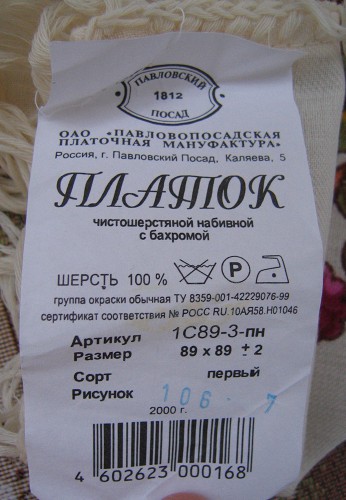 ПАВЛОВСКИЙ
1812
ПОСАД
ОАО «ПАВЛОВОПОСАДСКАЯ
ПЛАТОЧНАЯ МАНУФАКТУРА»
Россия, г. Павловский Посад, Каляева, 5
ПЛАТОК
чистошерстяной набивной
с бахромой
ШЕРСТЬ 100 % P
группа окраски обычная ТУ 8359-001-42229076-99
сертификат соответствия № РОСС RU.10АЯ58.Н01046
Артикул 1С89-3-пн
Размер 89 х 89 ± 2
Сорт первый
Рисунок 106 - 7
2000 г.
4 602623 000168